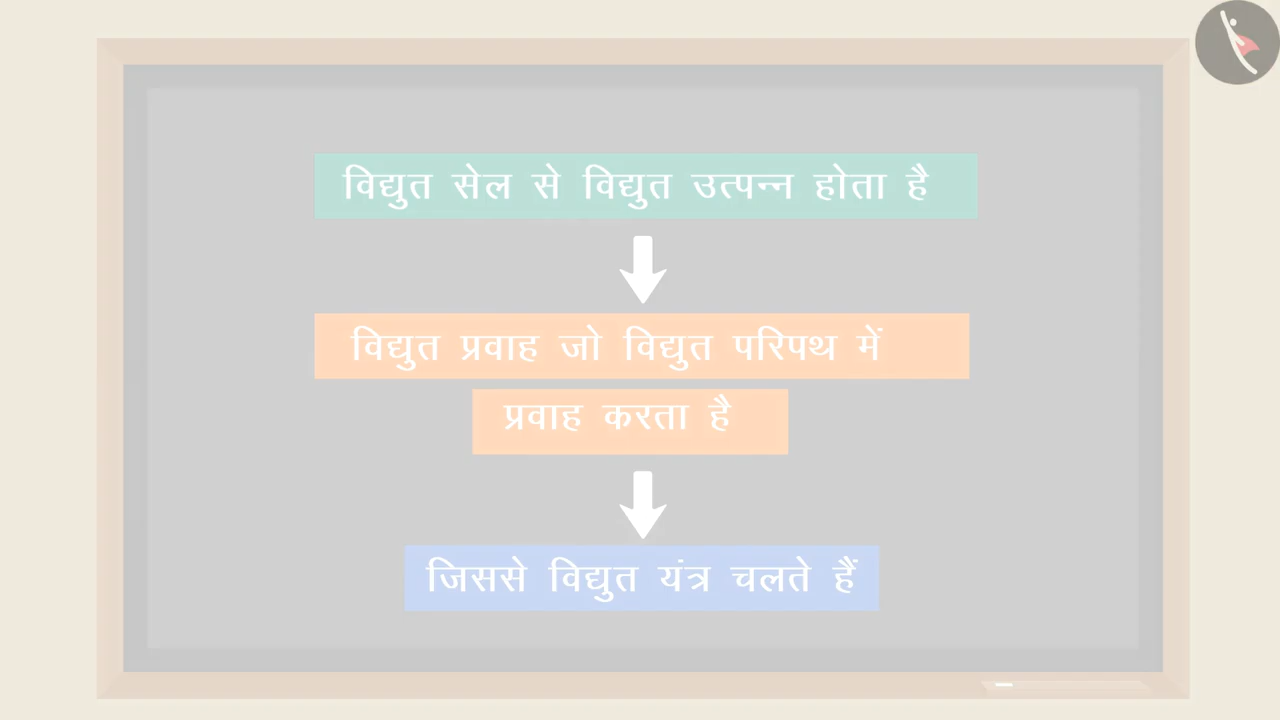 विद्युत सेल से विद्युत उत्पन्न होता है
विद्युत प्रवाह जो विद्युत परिपथ में
प्रवाह करता है
जिससे विद्युत यंत्र चलते हैं